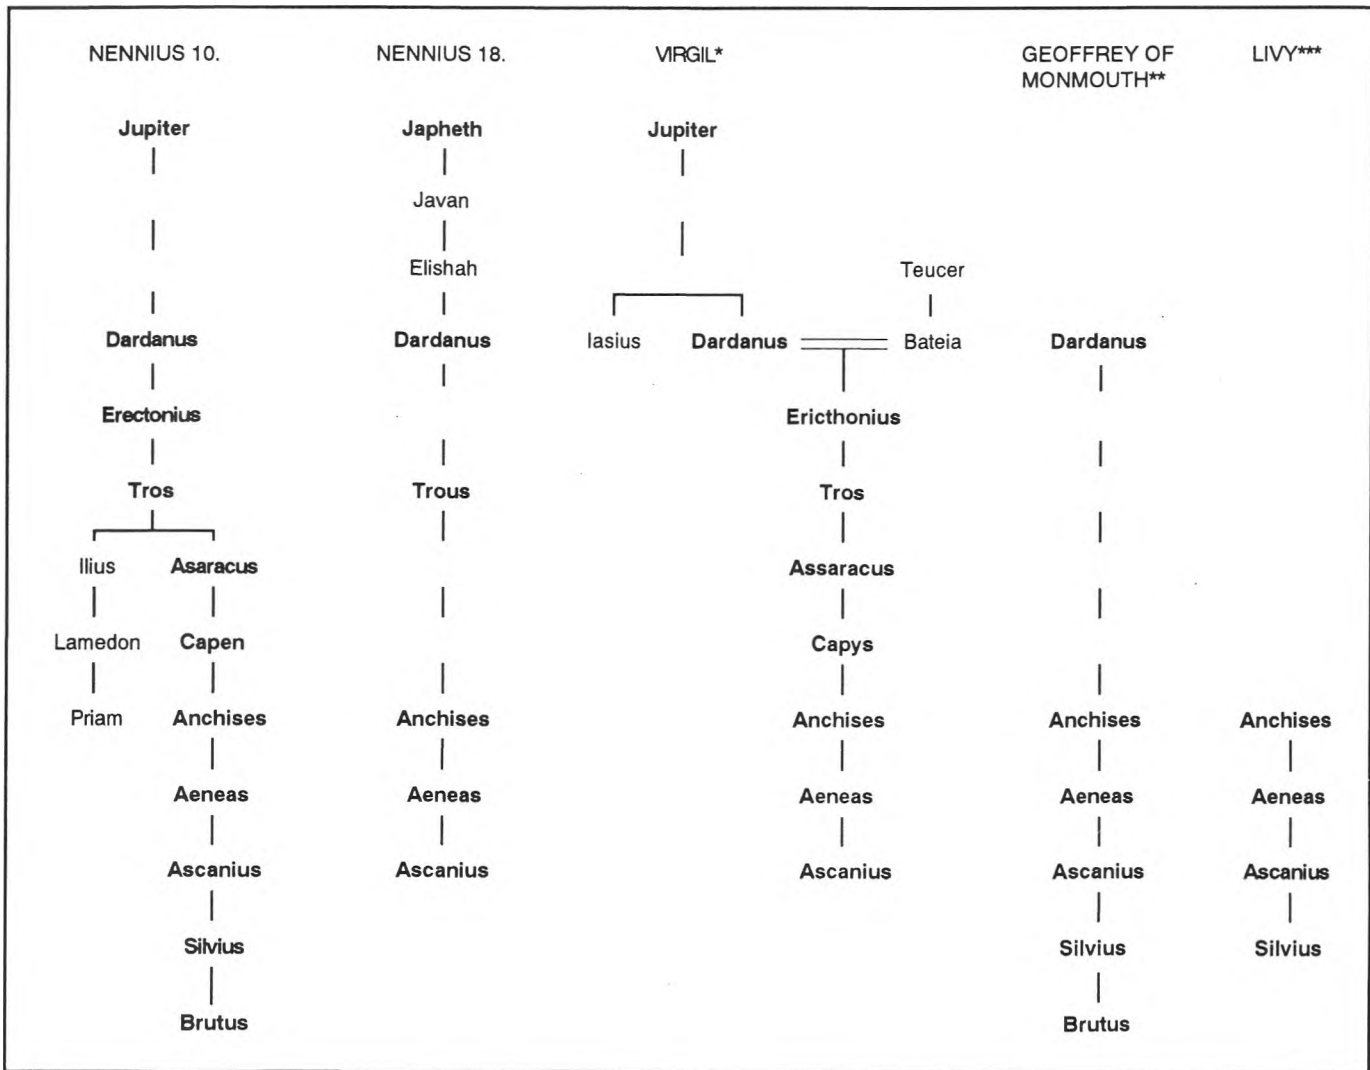 NENNIUS 10. NENNIUS 18. VIRGIL* GEOFFREY OF MONMOUTH** LIVY***
Jupiter Japheth Jupiter
Javan
Elishah Teucer
Dardanus Dardanus Iasius Dardanus Bateia Dardanus
Erectonius Ericthonius
Tros Trous Tros
Ilius Asaracus Assaracus
Lamedon Capen Capys
Priam Anchises Anchises Anchises Anchises Anchises
Aeneas Aeneas Aeneas Aeneas Aeneas
Ascanius Ascanius Ascanius Ascanius Ascanius
Silvius Silvius Silvius
Brutus Brutus